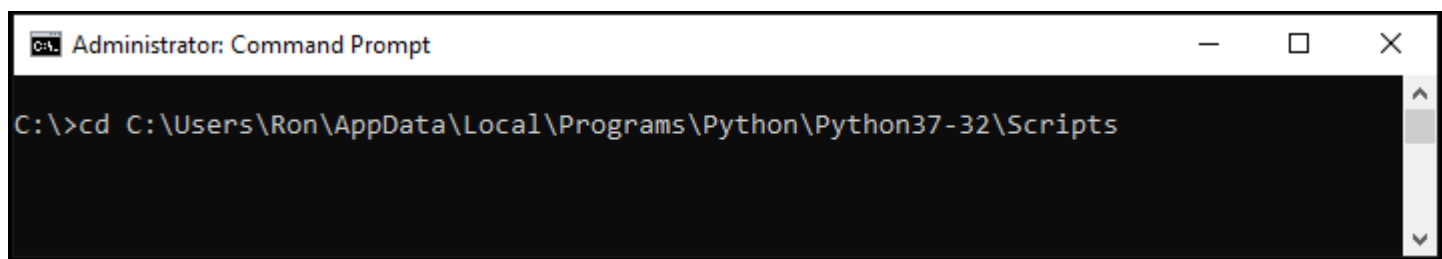 Administrator: Command Prompt
C:\>cd C:\Users\Ron\AppData\Local\Programs\Python\Python37-32\Scripts